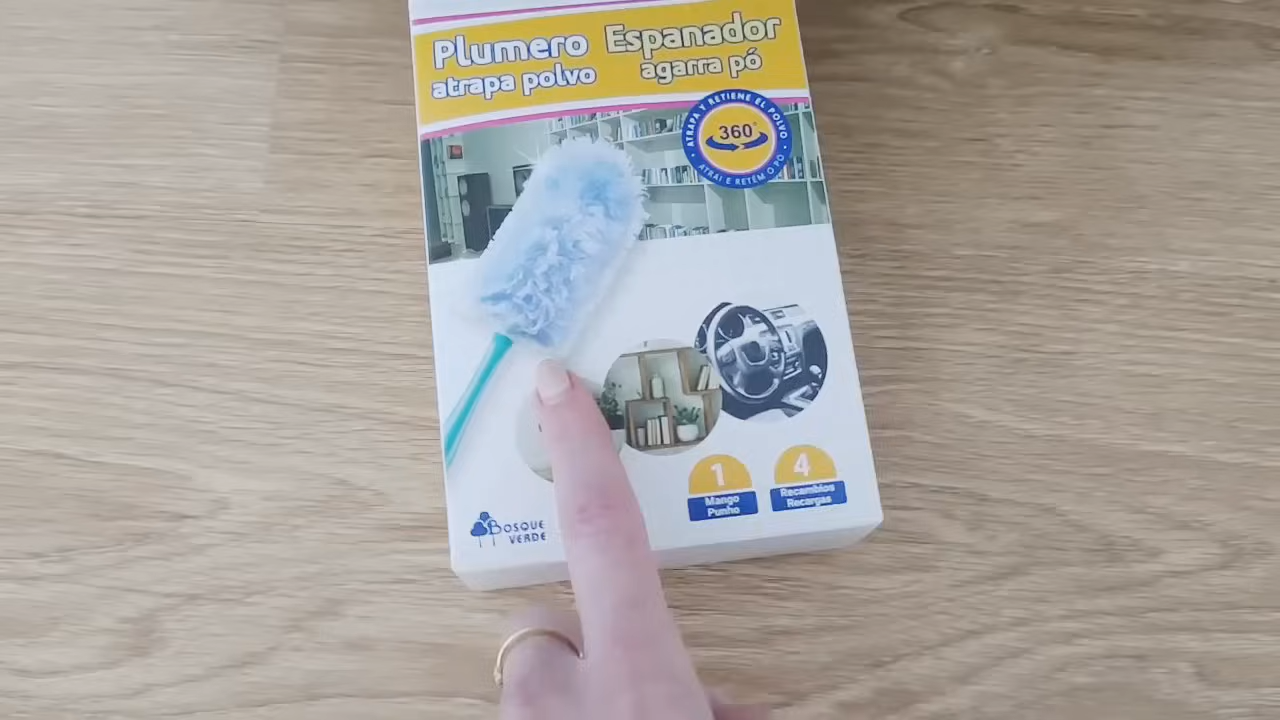 Plumero
atrapa polvo
Espanador
agarra pó
ATRAPA Y RETIENE EL POLVO
360°
ATRAI E RETÉM O PÓ
1
Mango
Punho
4
Recambios
Recargas
BOSQUE
VERDE